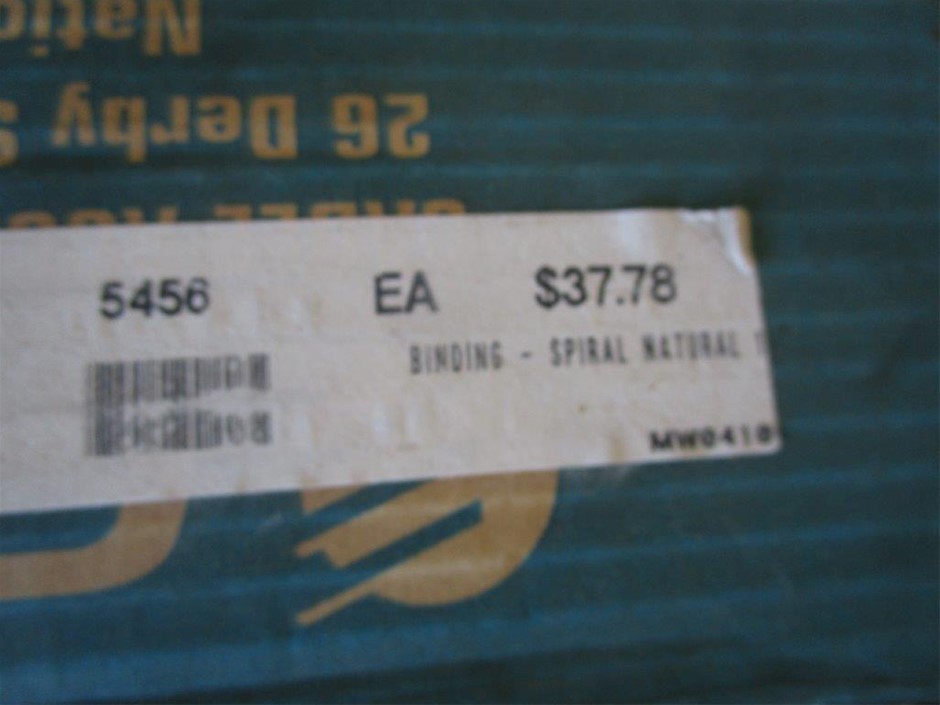 Natio
26 Derby S
5456 EA $37.78
BINDING - SPIRAL NATURAL
MW0410